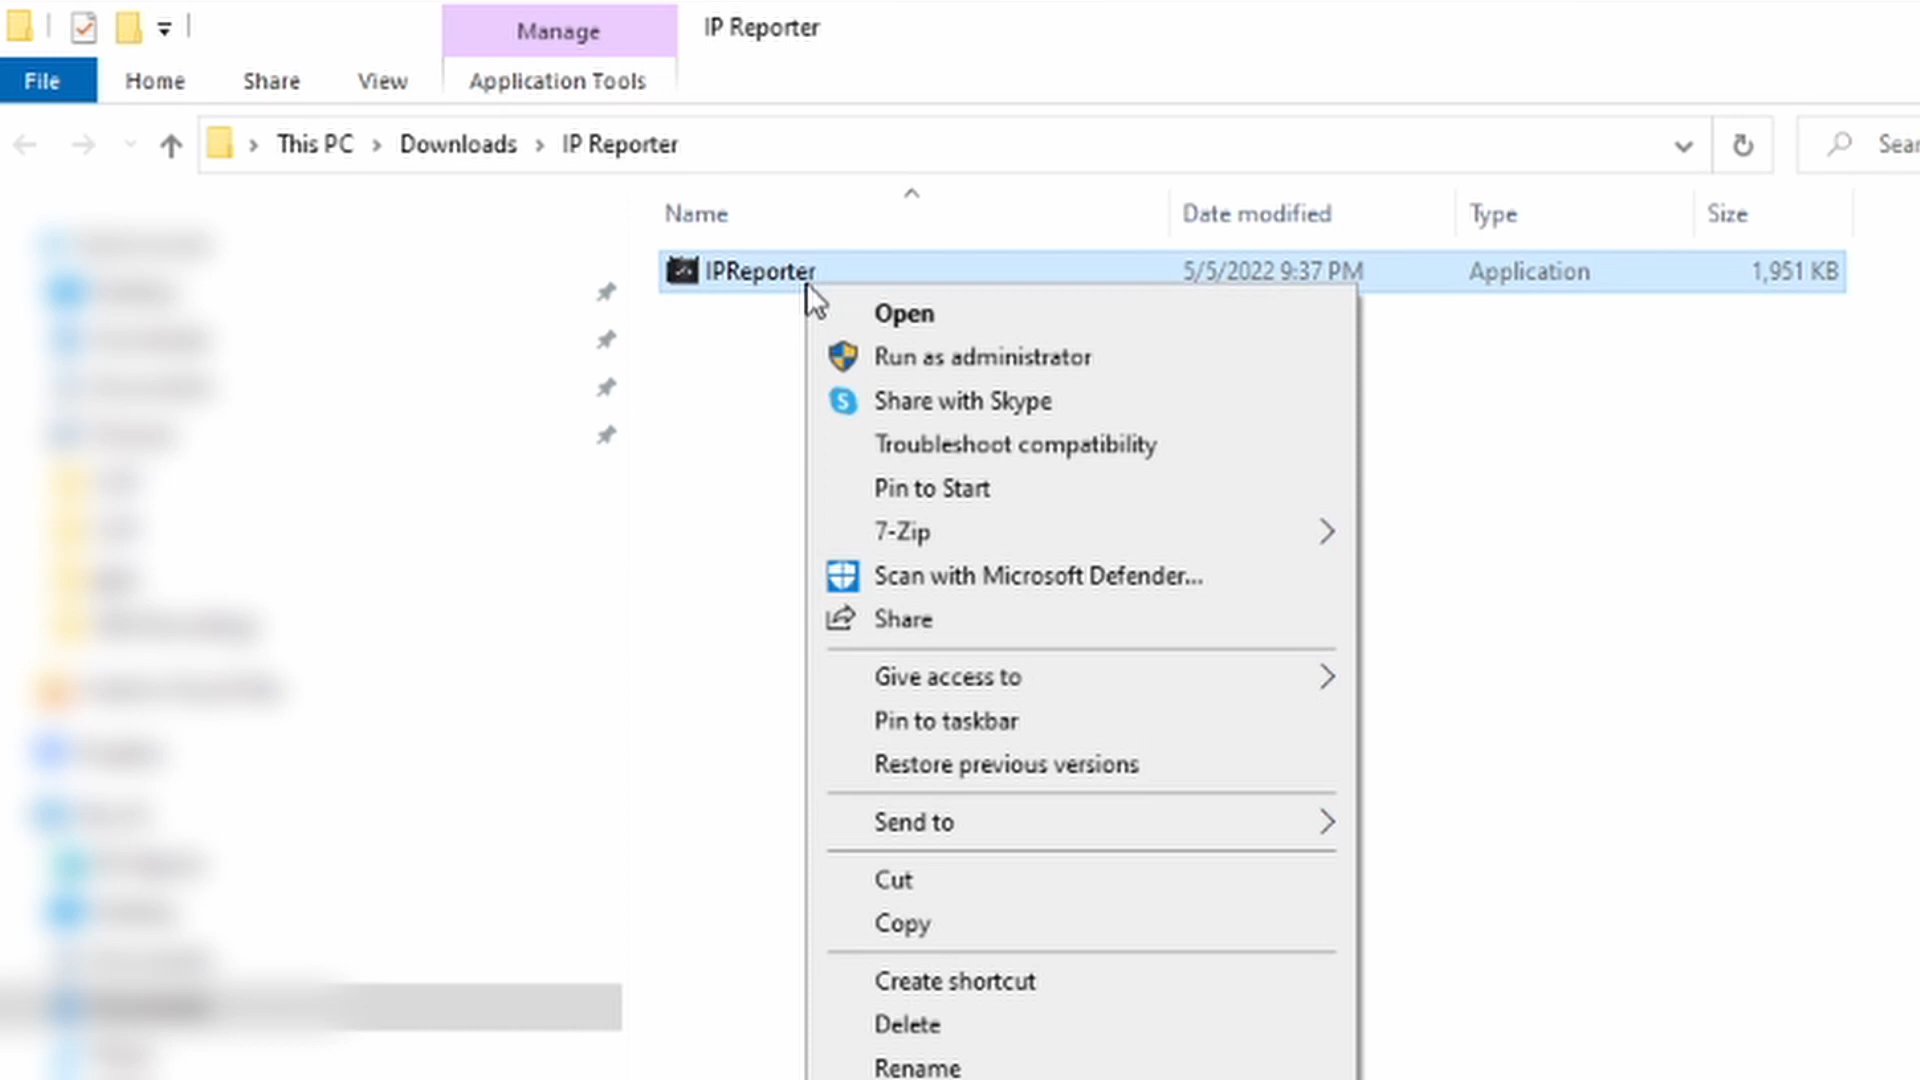 Manage
IP Reporter
File
Home
Share
View
Application Tools
This PC
Downloads
IP Reporter
Sear
Name
Date modified
Type
Size
IPReporter
5/5/2022 9:37 PM
Application
1,951 KB
Open
Run as administrator
Share with Skype
Troubleshoot compatibility
Pin to Start
7-Zip
Scan with Microsoft Defender...
Share
Give access to
Pin to taskbar
Restore previous versions
Send to
Cut
Copy
Create shortcut
Delete
Rename